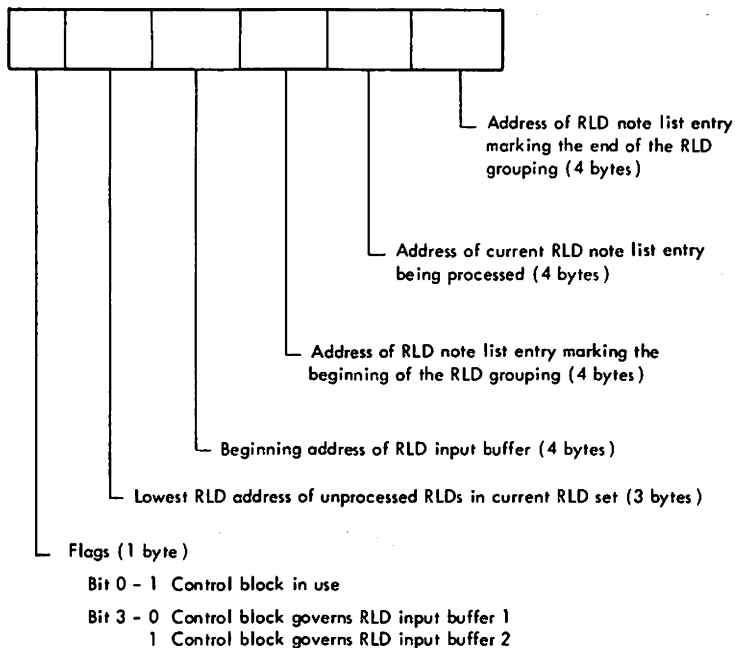 Address of RLD note list entry
marking the end of the RLD
grouping (4 bytes)
Address of current RLD note list entry
being processed (4 bytes)
Address of RLD note list entry marking the
beginning of the RLD grouping (4 bytes)
Beginning address of RLD input buffer (4 bytes)
Lowest RLD address of unprocessed RLDs in current RLD set (3 bytes)
Flags (1 byte)
Bit 0 - 1 Control block in use
Bit 3 - 0 Control block governs RLD input buffer 1
1 Control block governs RLD input buffer 2